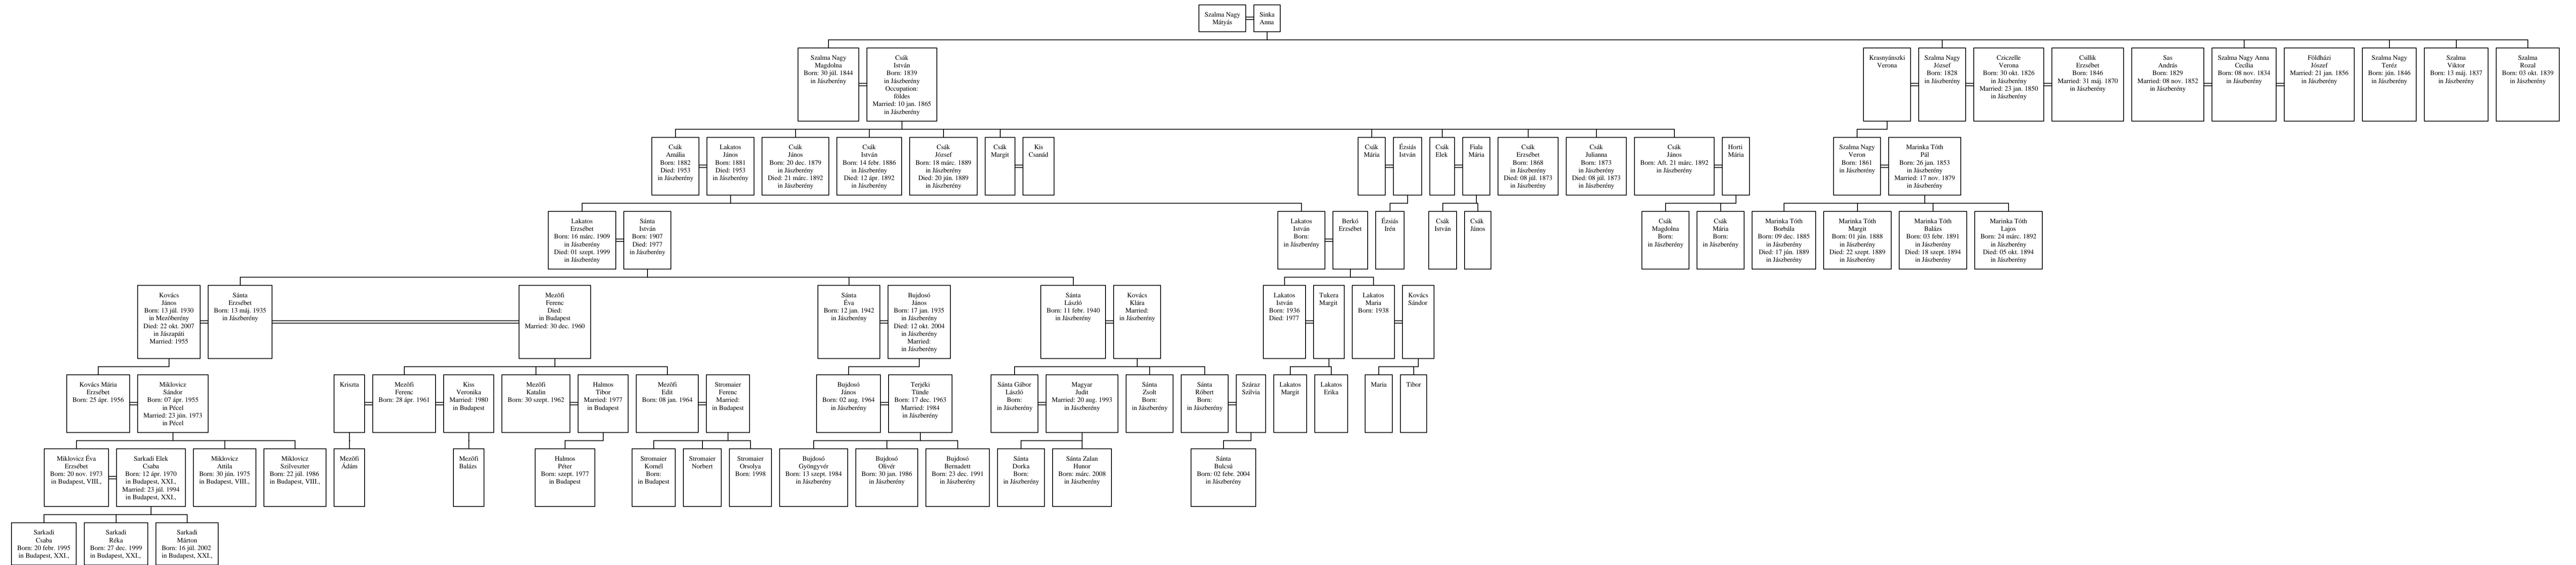 Szalma Nagy
Mátyás
Sinka
Anna
Szalma Nagy
Magdolna
Born: 30 júl. 1844
in Jászberény
Csák
István
Born: 1839
in Jászberény
Occupation:
földes
Married: 10 jan. 1865
in Jászberény
Krasnyánszki
Verona
Szalma Nagy
József
Born: 1828
in Jászberény
Cziczelle
Verona
Born: 30 okt. 1826
in Jászberény
Married: 23 jan. 1850
in Jászberény
Csillik
Erzsébet
Born: 1846
Married: 31 máj. 1870
in Jászberény
Sas
András
Born: 1829
Married: 08 nov. 1852
in Jászberény
Szalma Nagy Anna
Cecília
Born: 08 nov. 1834
in Jászberény
Földházi
József
Married: 21 jan. 1856
in Jászberény
Szalma Nagy
Teréz
Born: jún. 1846
in Jászberény
Szalma
Viktor
Born: 13 máj. 1837
in Jászberény
Szalma
Rozal
Born: 03 okt. 1839
in Jászberény
Csák
Amália
Born: 1882
Died: 1953
in Jászberény
Lakatos
János
Born: 1881
Died: 1953
in Jászberény
Csák
János
Born: 20 dec. 1879
in Jászberény
Died: 21 márc. 1892
in Jászberény
Csák
István
Born: 14 febr. 1886
in Jászberény
Died: 12 ápr. 1892
in Jászberény
Csák
József
Born: 18 márc. 1889
in Jászberény
Died: 20 jún. 1889
in Jászberény
Csák
Margit
Kis
Csanád
Csák
Mária
Ézsiás
István
Csák
Elek
Fiala
Mária
Csák
Erzsébet
Born: 1868
in Jászberény
Died: 08 júl. 1873
in Jászberény
Csák
Julianna
Born: 1873
in Jászberény
Died: 08 júl. 1873
in Jászberény
Csák
János
Born: Aft. 21 márc. 1892
in Jászberény
Horti
Mária
Szalma Nagy
Veron
Born: 1861
in Jászberény
Marinka Tóth
Pál
Born: 26 jan. 1853
in Jászberény
Married: 17 nov. 1879
in Jászberény
Lakatos
Erzsébet
Born: 16 márc. 1909
in Jászberény
Died: 01 szept. 1999
in Jászberény
Sánta
István
Born: 1907
Died: 1977
in Jászberény
Lakatos
István
Born:
in Jászberény
Berkó
Erzsébet
Ézsiás
Irén
Csák
István
Csák
János
Csák
Magdolna
Born:
in Jászberény
Csák
Mária
Born:
in Jászberény
Marinka Tóth
Borbála
Born: 09 dec. 1885
in Jászberény
Died: 17 jún. 1889
in Jászberény
Marinka Tóth
Margit
Born: 01 jún. 1888
in Jászberény
Died: 22 szept. 1889
in Jászberény
Marinka Tóth
Balázs
Born: 03 febr. 1891
in Jászberény
Died: 18 szept. 1894
in Jászberény
Marinka Tóth
Lajos
Born: 24 márc. 1892
in Jászberény
Died: 05 okt. 1894
in Jászberény
Kovács
János
Born: 13 júl. 1930
in Mezőberény
Died: 22 okt. 2007
in Jászapáti
Married: 1955
Sánta
Erzsébet
Born: 13 máj. 1935
in Jászberény
Mezőfi
Ferenc
Died:
in Budapest
Married: 30 dec. 1960
Sánta
Éva
Born: 12 jan. 1942
in Jászberény
Bujdosó
János
Born: 17 jan. 1935
in Jászberény
Died: 12 okt. 2004
in Jászberény
Married:
in Jászberény
Sánta
László
Born: 11 febr. 1940
in Jászberény
Kovács
Klára
Married:
in Jászberény
Lakatos
István
Born: 1936
Died: 1977
Tukera
Margit
Lakatos
Maria
Born: 1938
Kovács
Sándor
Kovács Mária
Erzsébet
Born: 25 ápr. 1956
Miklovicz
Sándor
Born: 07 ápr. 1955
in Pécel
Married: 23 jún. 1973
in Pécel
Kriszta
Mezőfi
Ferenc
Born: 28 ápr. 1961
Kiss
Veronika
Married: 1980
in Budapest
Mezőfi
Katalin
Born: 30 szept. 1962
Halmos
Tibor
Married: 1977
in Budapest
Mezőfi
Edit
Born: 08 jan. 1964
Stromaier
Ferenc
Married:
in Budapest
Bujdosó
János
Born: 02 aug. 1964
in Jászberény
Terjéki
Tünde
Born: 17 dec. 1963
Married: 1984
in Jászberény
Sánta Gábor
László
Born:
in Jászberény
Magyar
Judit
Married: 20 aug. 1993
in Jászberény
Sánta
Zsolt
Born:
in Jászberény
Sánta
Róbert
Born:
in Jászberény
Száraz
Szilvia
Lakatos
Margit
Lakatos
Erika
Maria
Tibor
Miklovicz Éva
Erzsébet
Born: 20 nov. 1973
in Budapest, VIII.,
Sarkadi Elek
Csaba
Born: 12 ápr. 1970
in Budapest, XXI.,
Married: 23 júl. 1994
in Budapest, XXI.,
Miklovicz
Attila
Born: 30 jún. 1975
in Budapest, VIII.,
Miklovicz
Szilveszter
Born: 22 júl. 1986
in Budapest, VIII.,
Mezőfi
Ádám
Mezőfi
Balázs
Halmos
Péter
Born: szept. 1977
in Budapest
Stromaier
Kornél
Born:
in Budapest
Stromaier
Norbert
Stromaier
Orsolya
Born: 1998
Bujdosó
Gyöngyvér
Born: 13 szept. 1984
in Jászberény
Bujdosó
Olivér
Born: 30 jan. 1986
in Jászberény
Bujdosó
Bernadett
Born: 23 dec. 1991
in Jászberény
Sánta
Dorka
Born:
in Jászberény
Sánta Zalan
Hunor
Born: márc. 2008
in Jászberény
Sánta
Bulcsú
Born: 02 febr. 2004
in Jászberény
Sarkadi
Csaba
Born: 20 febr. 1995
in Budapest, XXI.,
Sarkadi
Réka
Born: 27 dec. 1999
in Budapest, XXI.,
Sarkadi
Márton
Born: 16 júl. 2002
in Budapest, XXI.,